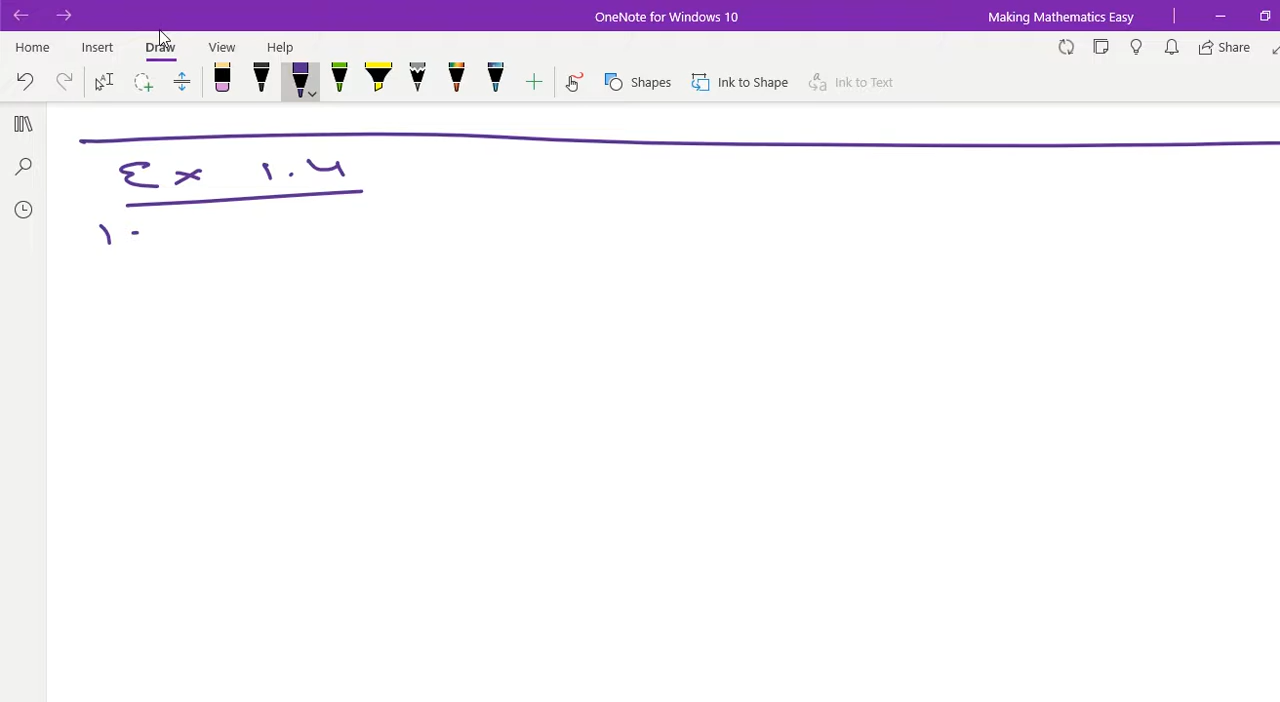 OneNote for Windows 10 Making Mathematics Easy
Home Insert Draw View Help Share
Shapes Ink to Shape Ink to Text
Ex 1.4
1.